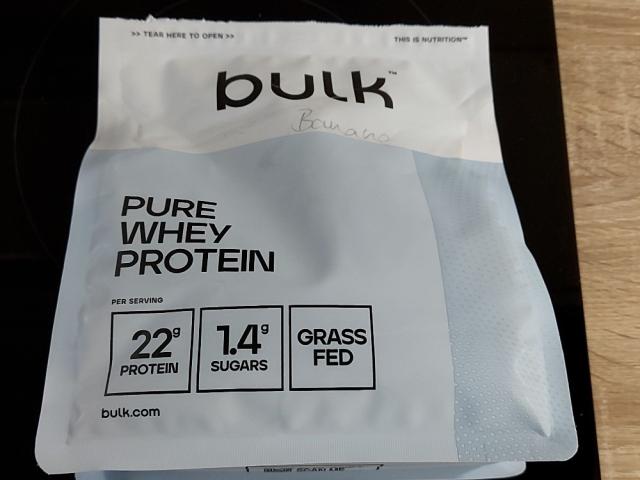 >> TEAR HERE TO OPEN >>
THIS IS NUTRITION™
bulk™
Banana
PURE
WHEY
PROTEIN
PER SERVING
22g
PROTEIN
1.4g
SUGARS
GRASS
FED
bulk.com